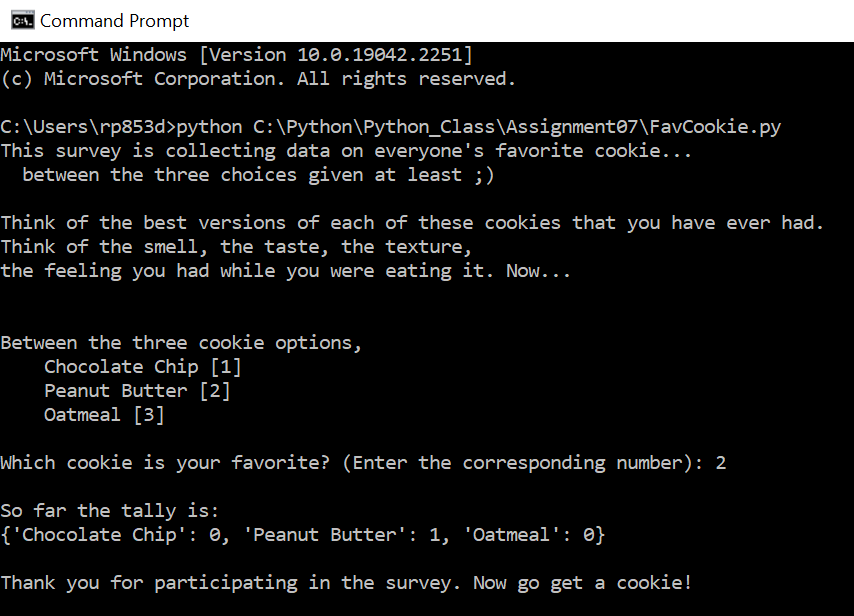 Command Prompt
Microsoft Windows [Version 10.0.19042.2251]
(c) Microsoft Corporation. All rights reserved.
C:\Users\rp853d>python C:\Python\Python_Class\Assignment07\FavCookie.py
This survey is collecting data on everyone's favorite cookie...
  between the three choices given at least ;)
Think of the best versions of each of these cookies that you have ever had.
Think of the smell, the taste, the texture,
the feeling you had while you were eating it. Now...
Between the three cookie options,
    Chocolate Chip [1]
    Peanut Butter [2]
    Oatmeal [3]
Which cookie is your favorite? (Enter the corresponding number): 2
So far the tally is:
{'Chocolate Chip': 0, 'Peanut Butter': 1, 'Oatmeal': 0}
Thank you for participating in the survey. Now go get a cookie!